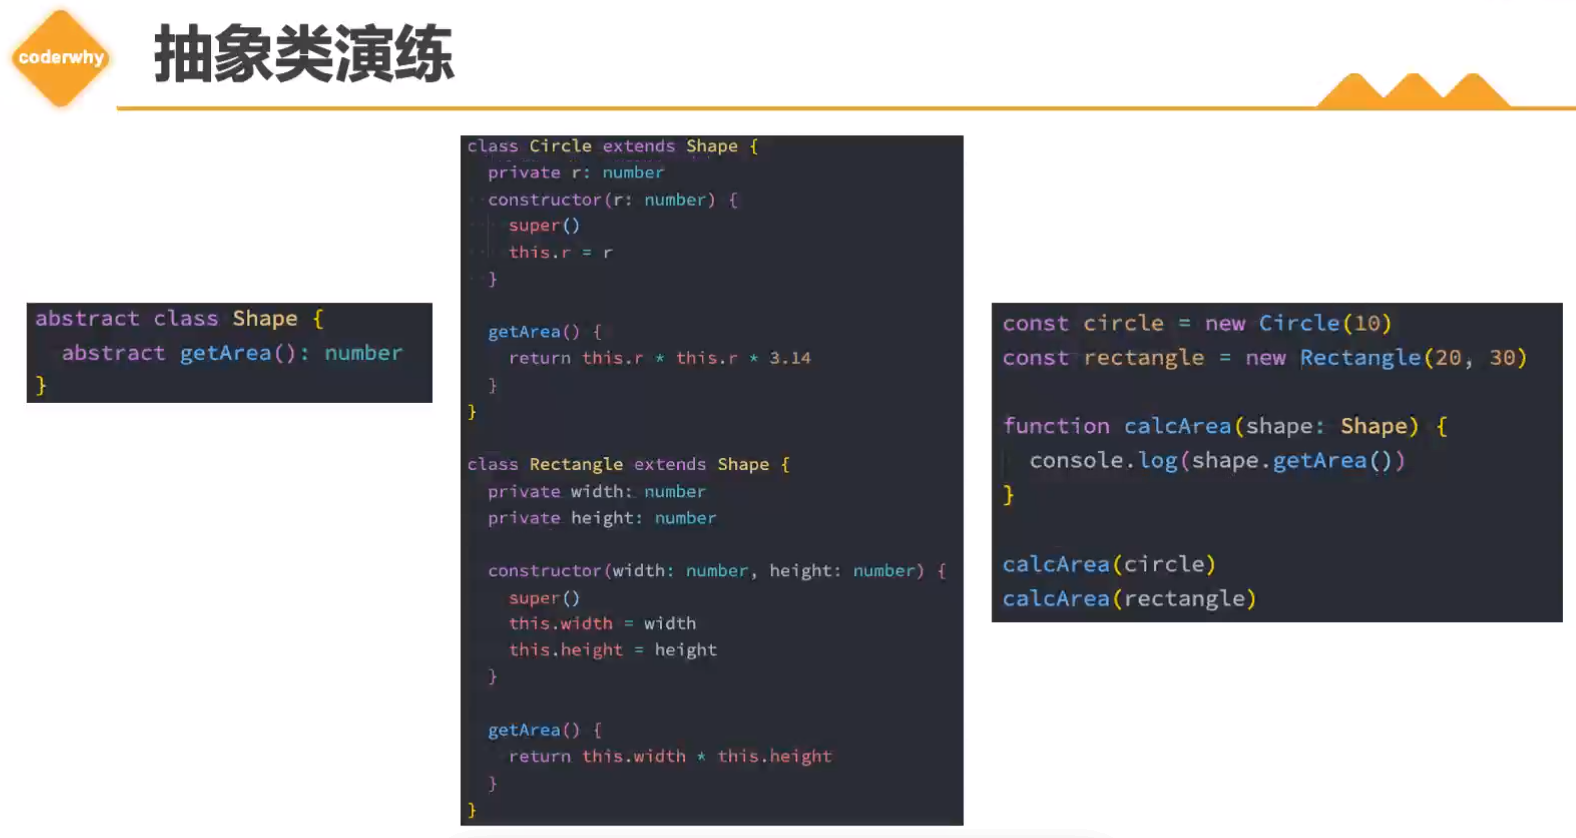 coderwhy
抽象类演练
abstract class Shape {
abstract getArea(): number
}
class Circle extends Shape {
private r: number
constructor(r: number) {
super()
this.r = r
}
getArea() {
return this.r * this.r * 3.14
}
}
class Rectangle extends Shape {
private width: number
private height: number
constructor(width: number, height: number) {
super()
this.width = width
this.height = height
}
getArea() {
return this.width * this.height
}
}
const circle = new Circle(10)
const rectangle = new Rectangle(20, 30)
function calcArea(shape: Shape) {
console.log(shape.getArea())
}
calcArea(circle)
calcArea(rectangle)